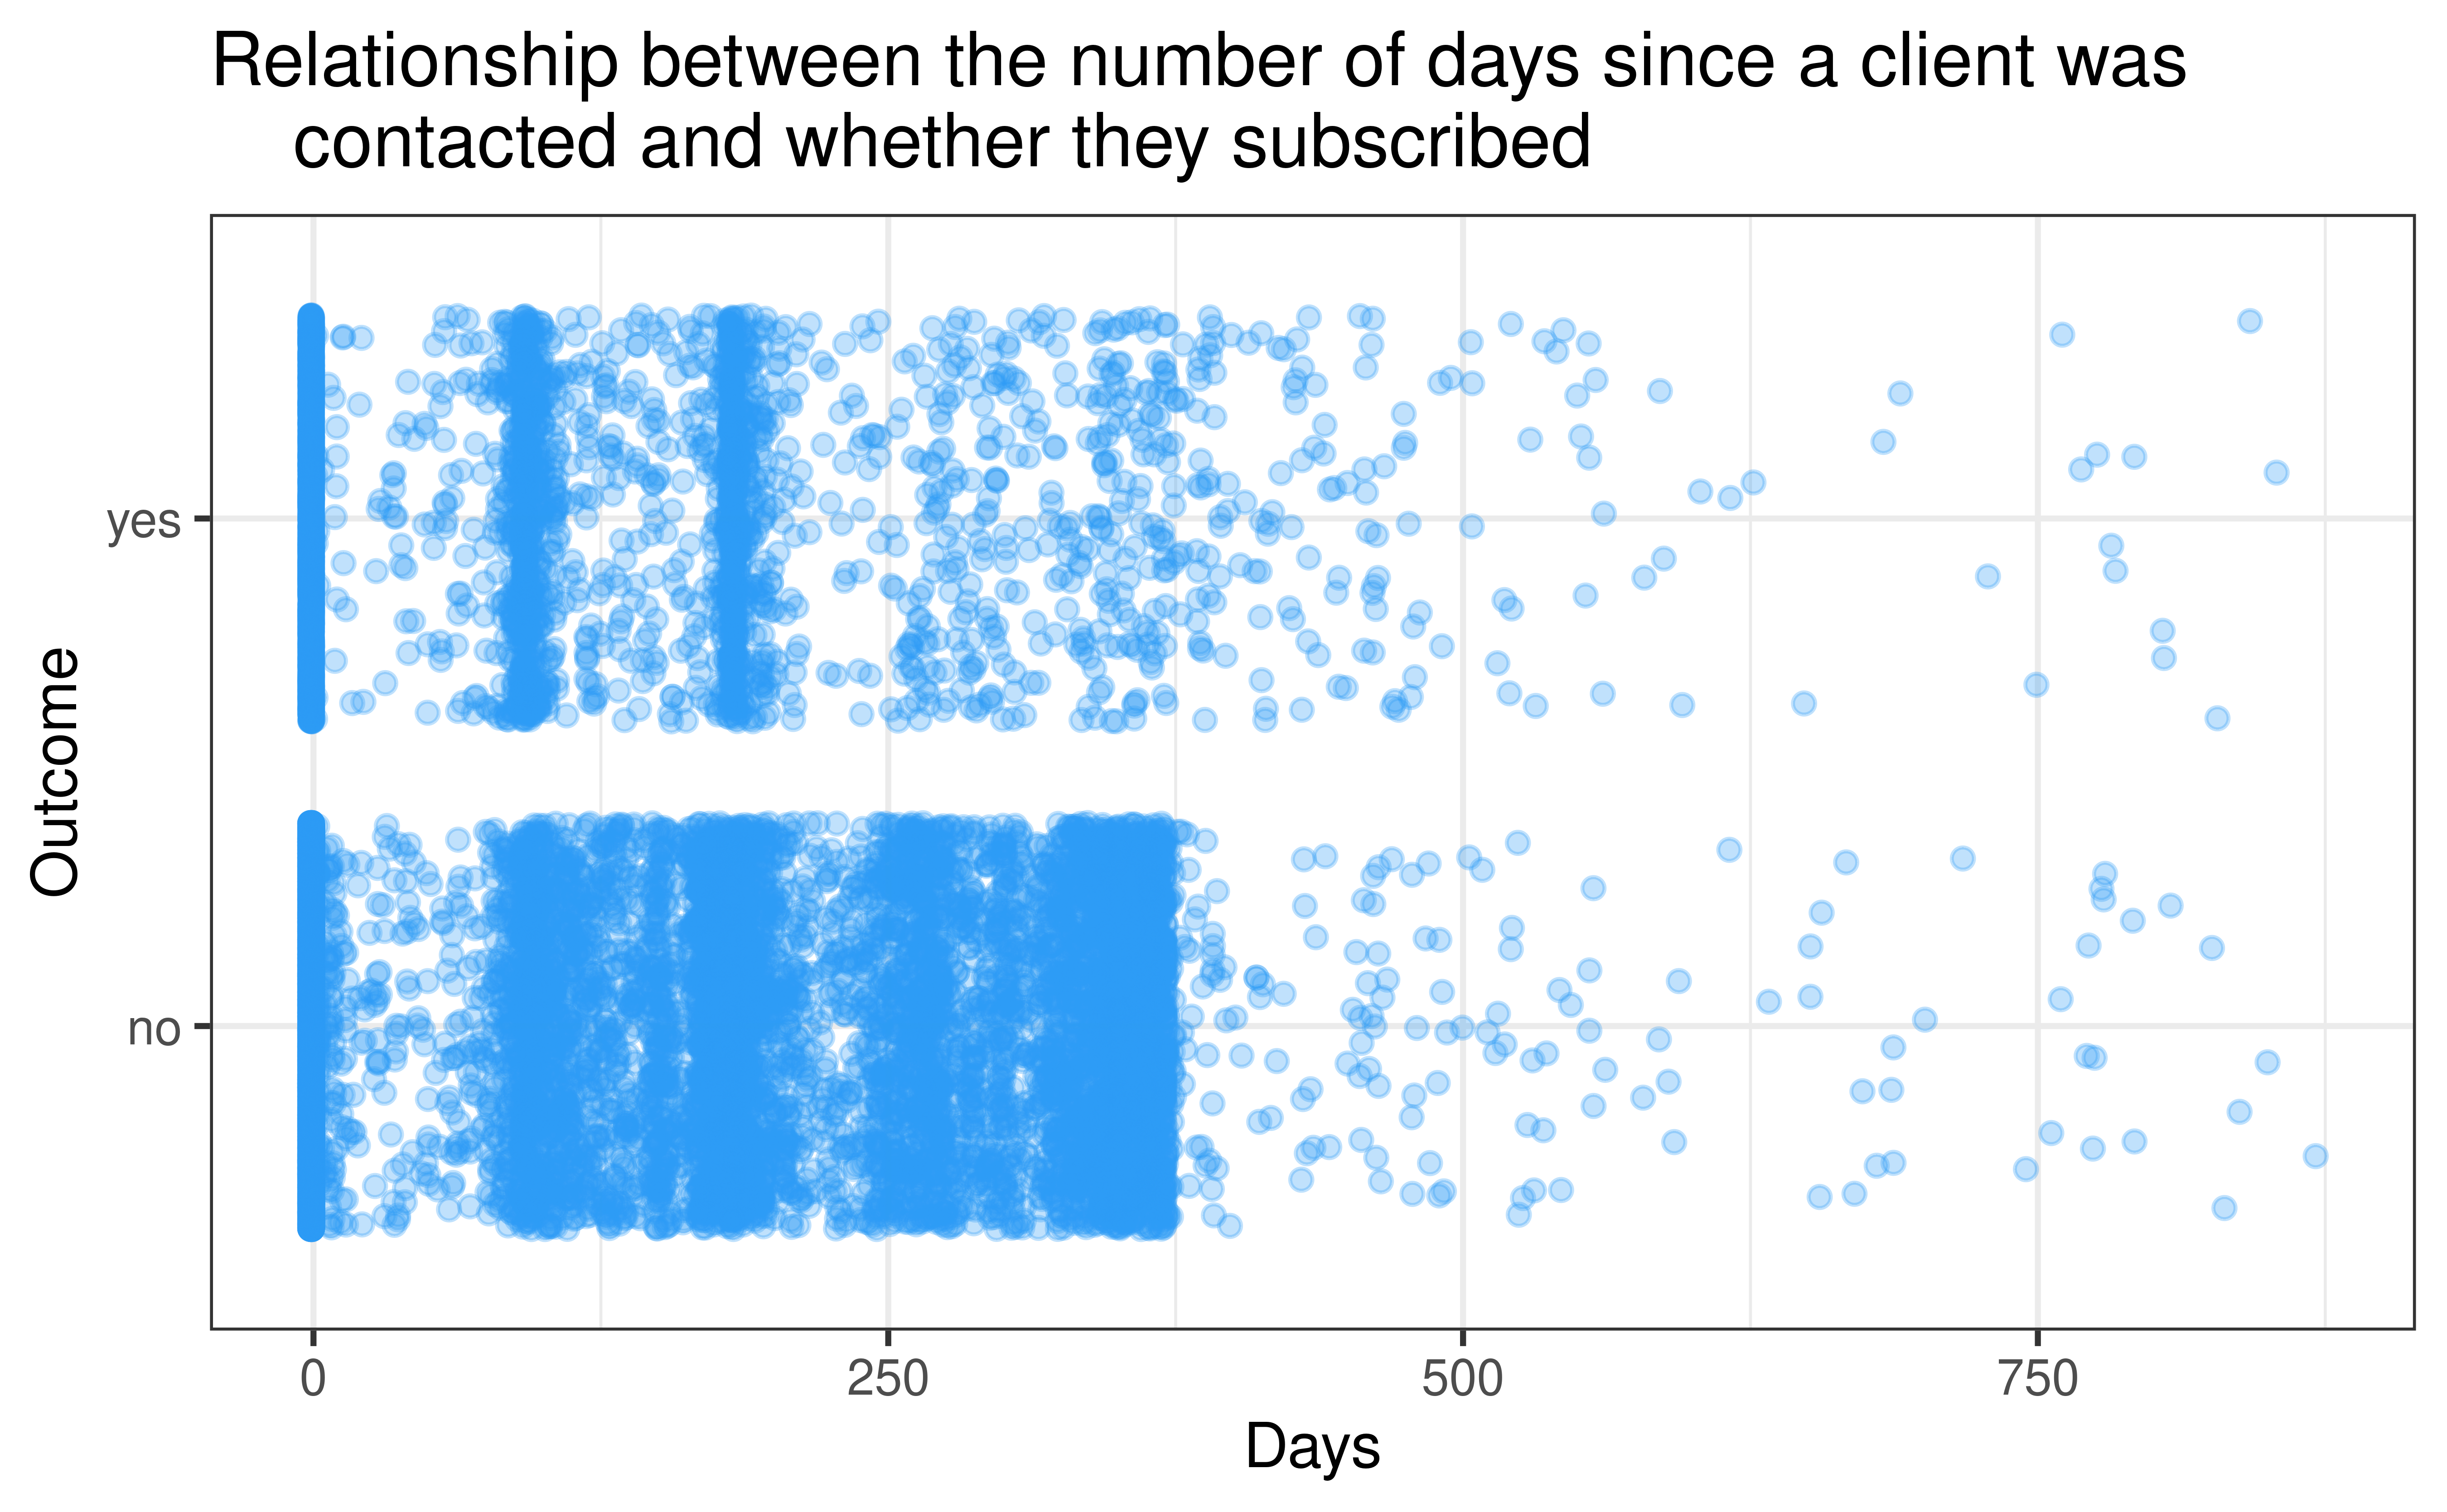 Relationship between the number of days since a client was
contacted and whether they subscribed
yes
no
Outcome
0 250 500 750
Days